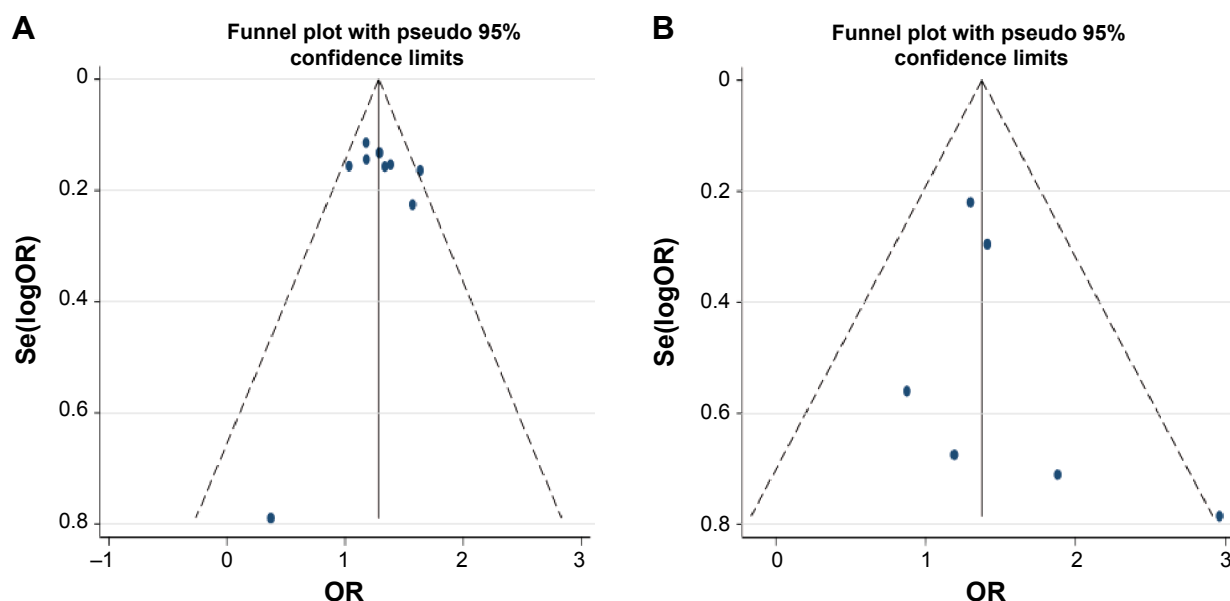 A
Funnel plot with pseudo 95%
confidence limits
0
0.2
0.4
0.6
0.8
Se(logOR)
–1
0
1
2
3
OR
B
Funnel plot with pseudo 95%
confidence limits
0
0.2
0.4
0.6
0.8
Se(logOR)
0
1
2
3
OR